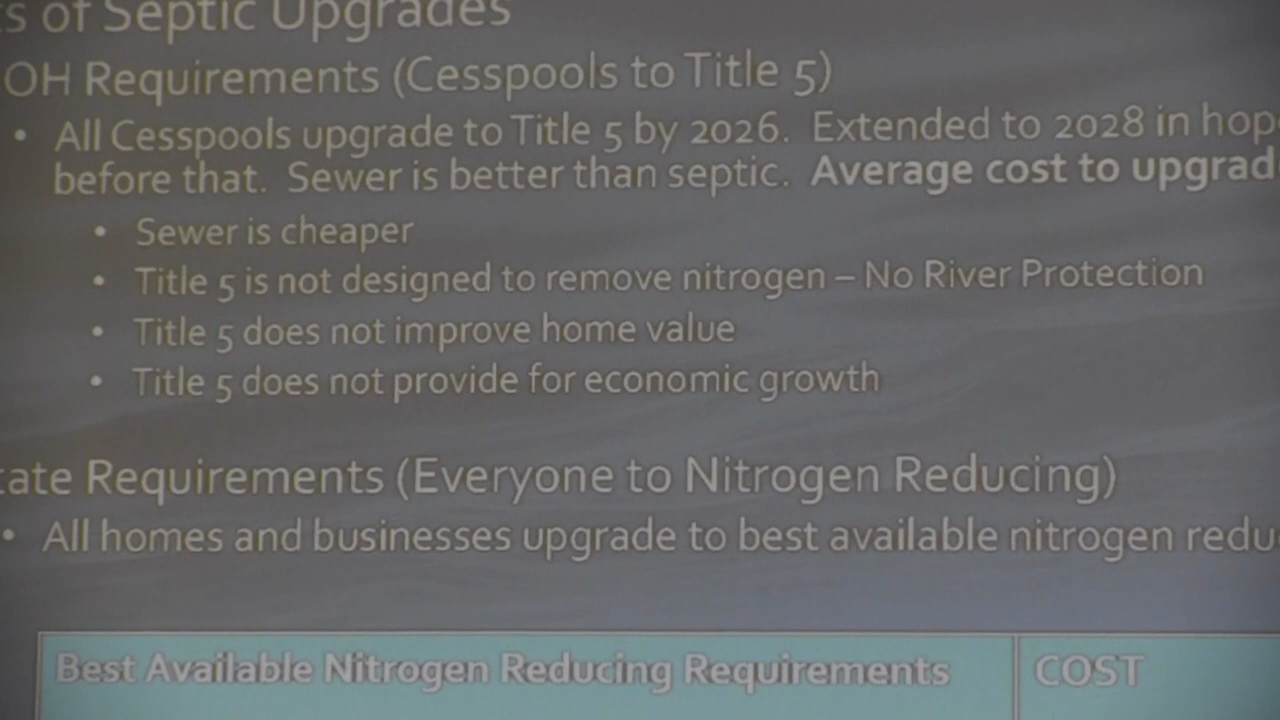 s of Septic Upgrades
OH Requirements (Cesspools to Title 5)
• All Cesspools upgrade to Title 5 by 2026. Extended to 2028 in hop
before that. Sewer is better than septic. Average cost to upgrad
• Sewer is cheaper
• Title 5 is not designed to remove nitrogen – No River Protection
• Title 5 does not improve home value
• Title 5 does not provide for economic growth
tate Requirements (Everyone to Nitrogen Reducing)
• All homes and businesses upgrade to best available nitrogen redu
Best Available Nitrogen Reducing Requirements COST